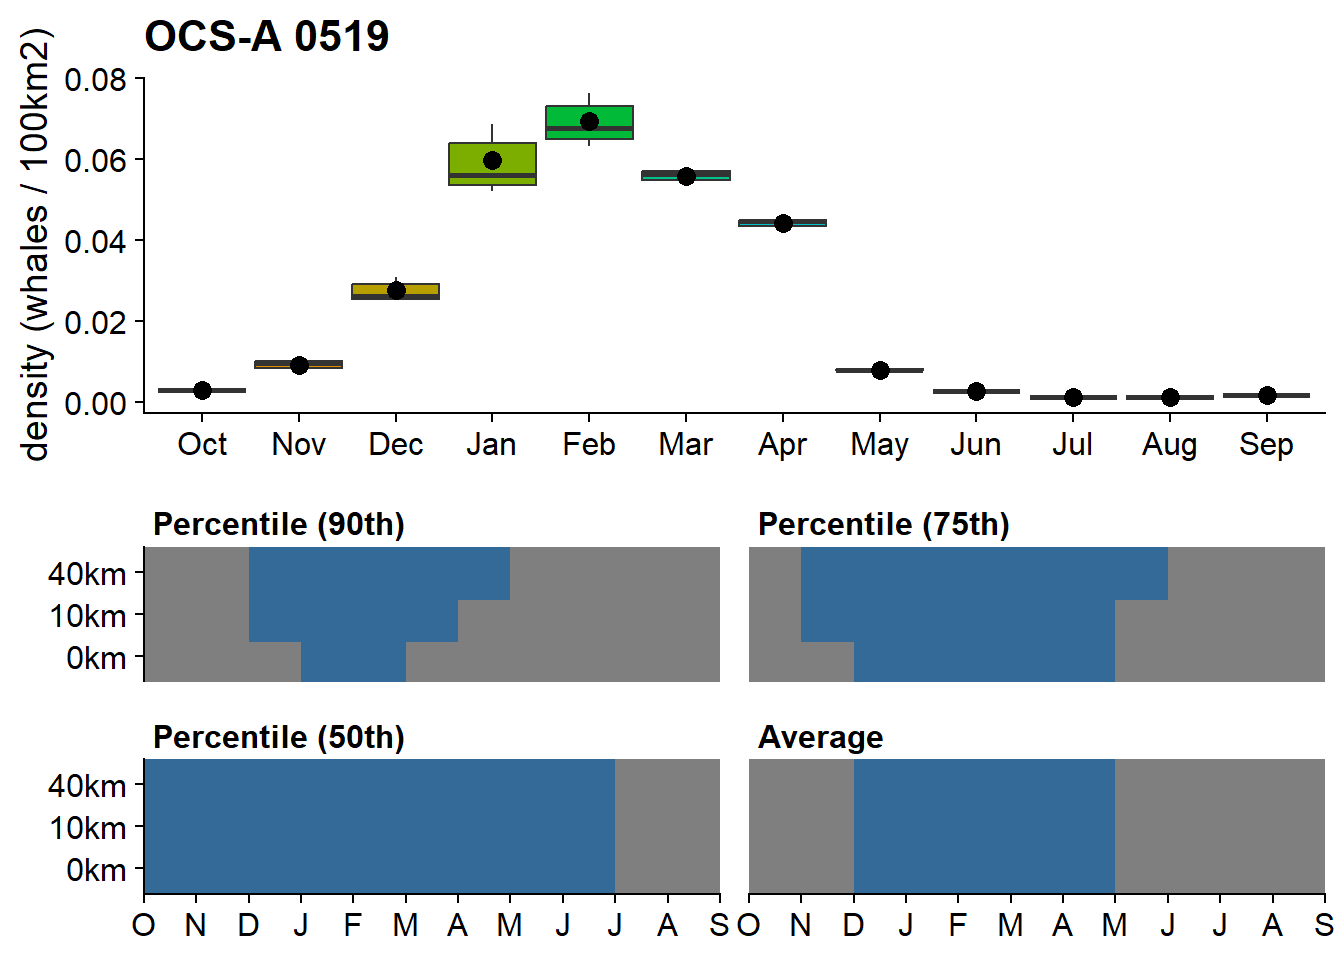 OCS-A 0519
density (whales / 100km2)
0.08
0.06
0.04
0.02
0.00
Oct Nov Dec Jan Feb Mar Apr May Jun Jul Aug Sep
Percentile (90th) Percentile (75th)
40km
10km
0km
Percentile (50th) Average
40km
10km
0km
O N D J F M A M J J A S O N D J F M A M J J A S